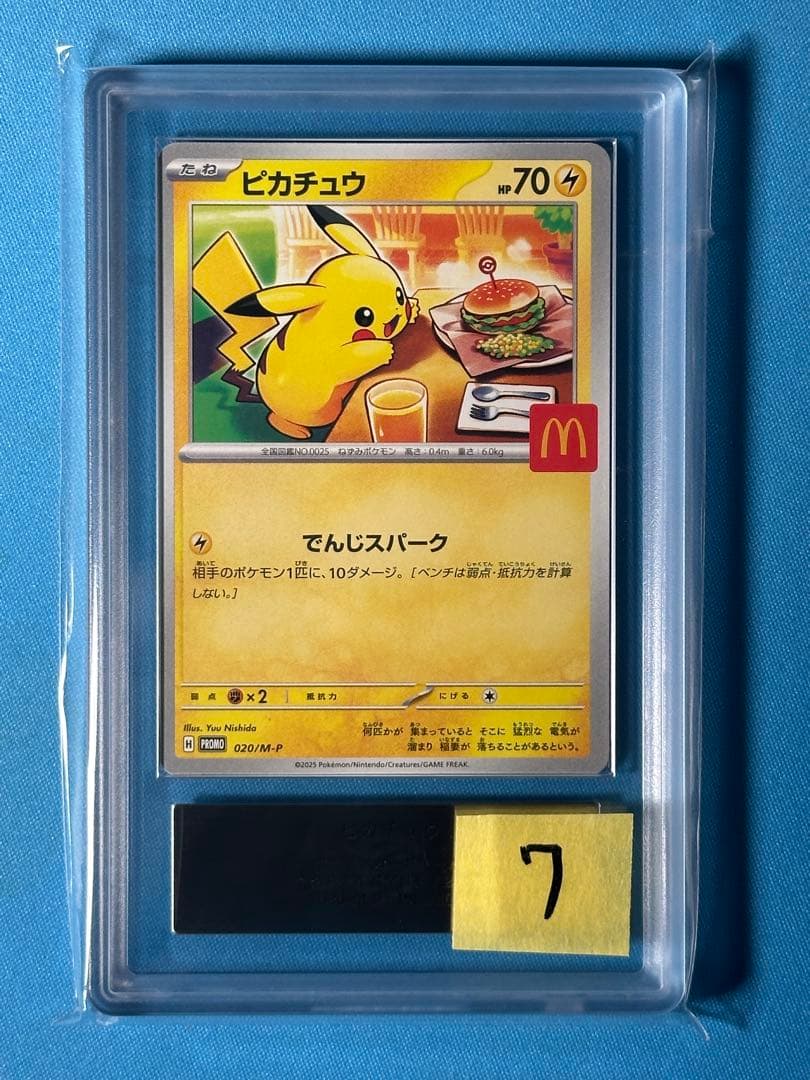 たね ピカチュウ HP70
全国図鑑NO.0025 ねずみポケモン 高さ:0.4m 重さ:6.0kg
でんじスパーク
相手のポケモン1匹に、10ダメージ。[ベンチは弱点・抵抗力を計算
しない。]
弱点 ×2 抵抗力 にげる
Illus. Yuu Nishida
H PROMO 020/M-P
何匹かが 集まっていると そこに 猛烈な 電気が
溜まり 稲妻が 落ちることがあるという。
©2025 Pokémon/Nintendo/Creatures/GAME FREAK.
7